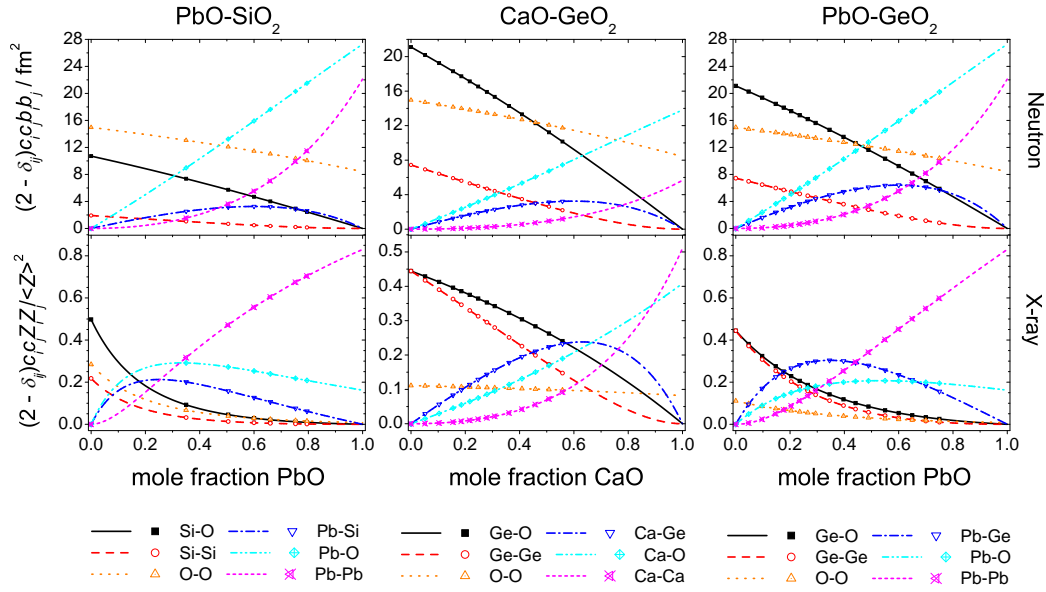 PbO-SiO2
CaO-GeO2
PbO-GeO2
(2 - δij)cicjbibj / fm2
28
24
20
16
12
8
4
0
20
16
12
8
4
0
28
24
20
16
12
8
4
0
Neutron
(2 - δij)cicjZiZj/<Z>2
0.8
0.6
0.4
0.2
0.0
0.5
0.4
0.3
0.2
0.1
0.0
0.8
0.6
0.4
0.2
0.0
X-ray
0.0 0.2 0.4 0.6 0.8 1.0
0.0 0.2 0.4 0.6 0.8 1.0
0.0 0.2 0.4 0.6 0.8 1.0
mole fraction PbO
mole fraction CaO
mole fraction PbO
Si-O Pb-Si
Si-Si Pb-O
O-O Pb-Pb
Ge-O Ca-Ge
Ge-Ge Ca-O
O-O Ca-Ca
Ge-O Pb-Ge
Ge-Ge Pb-O
O-O Pb-Pb